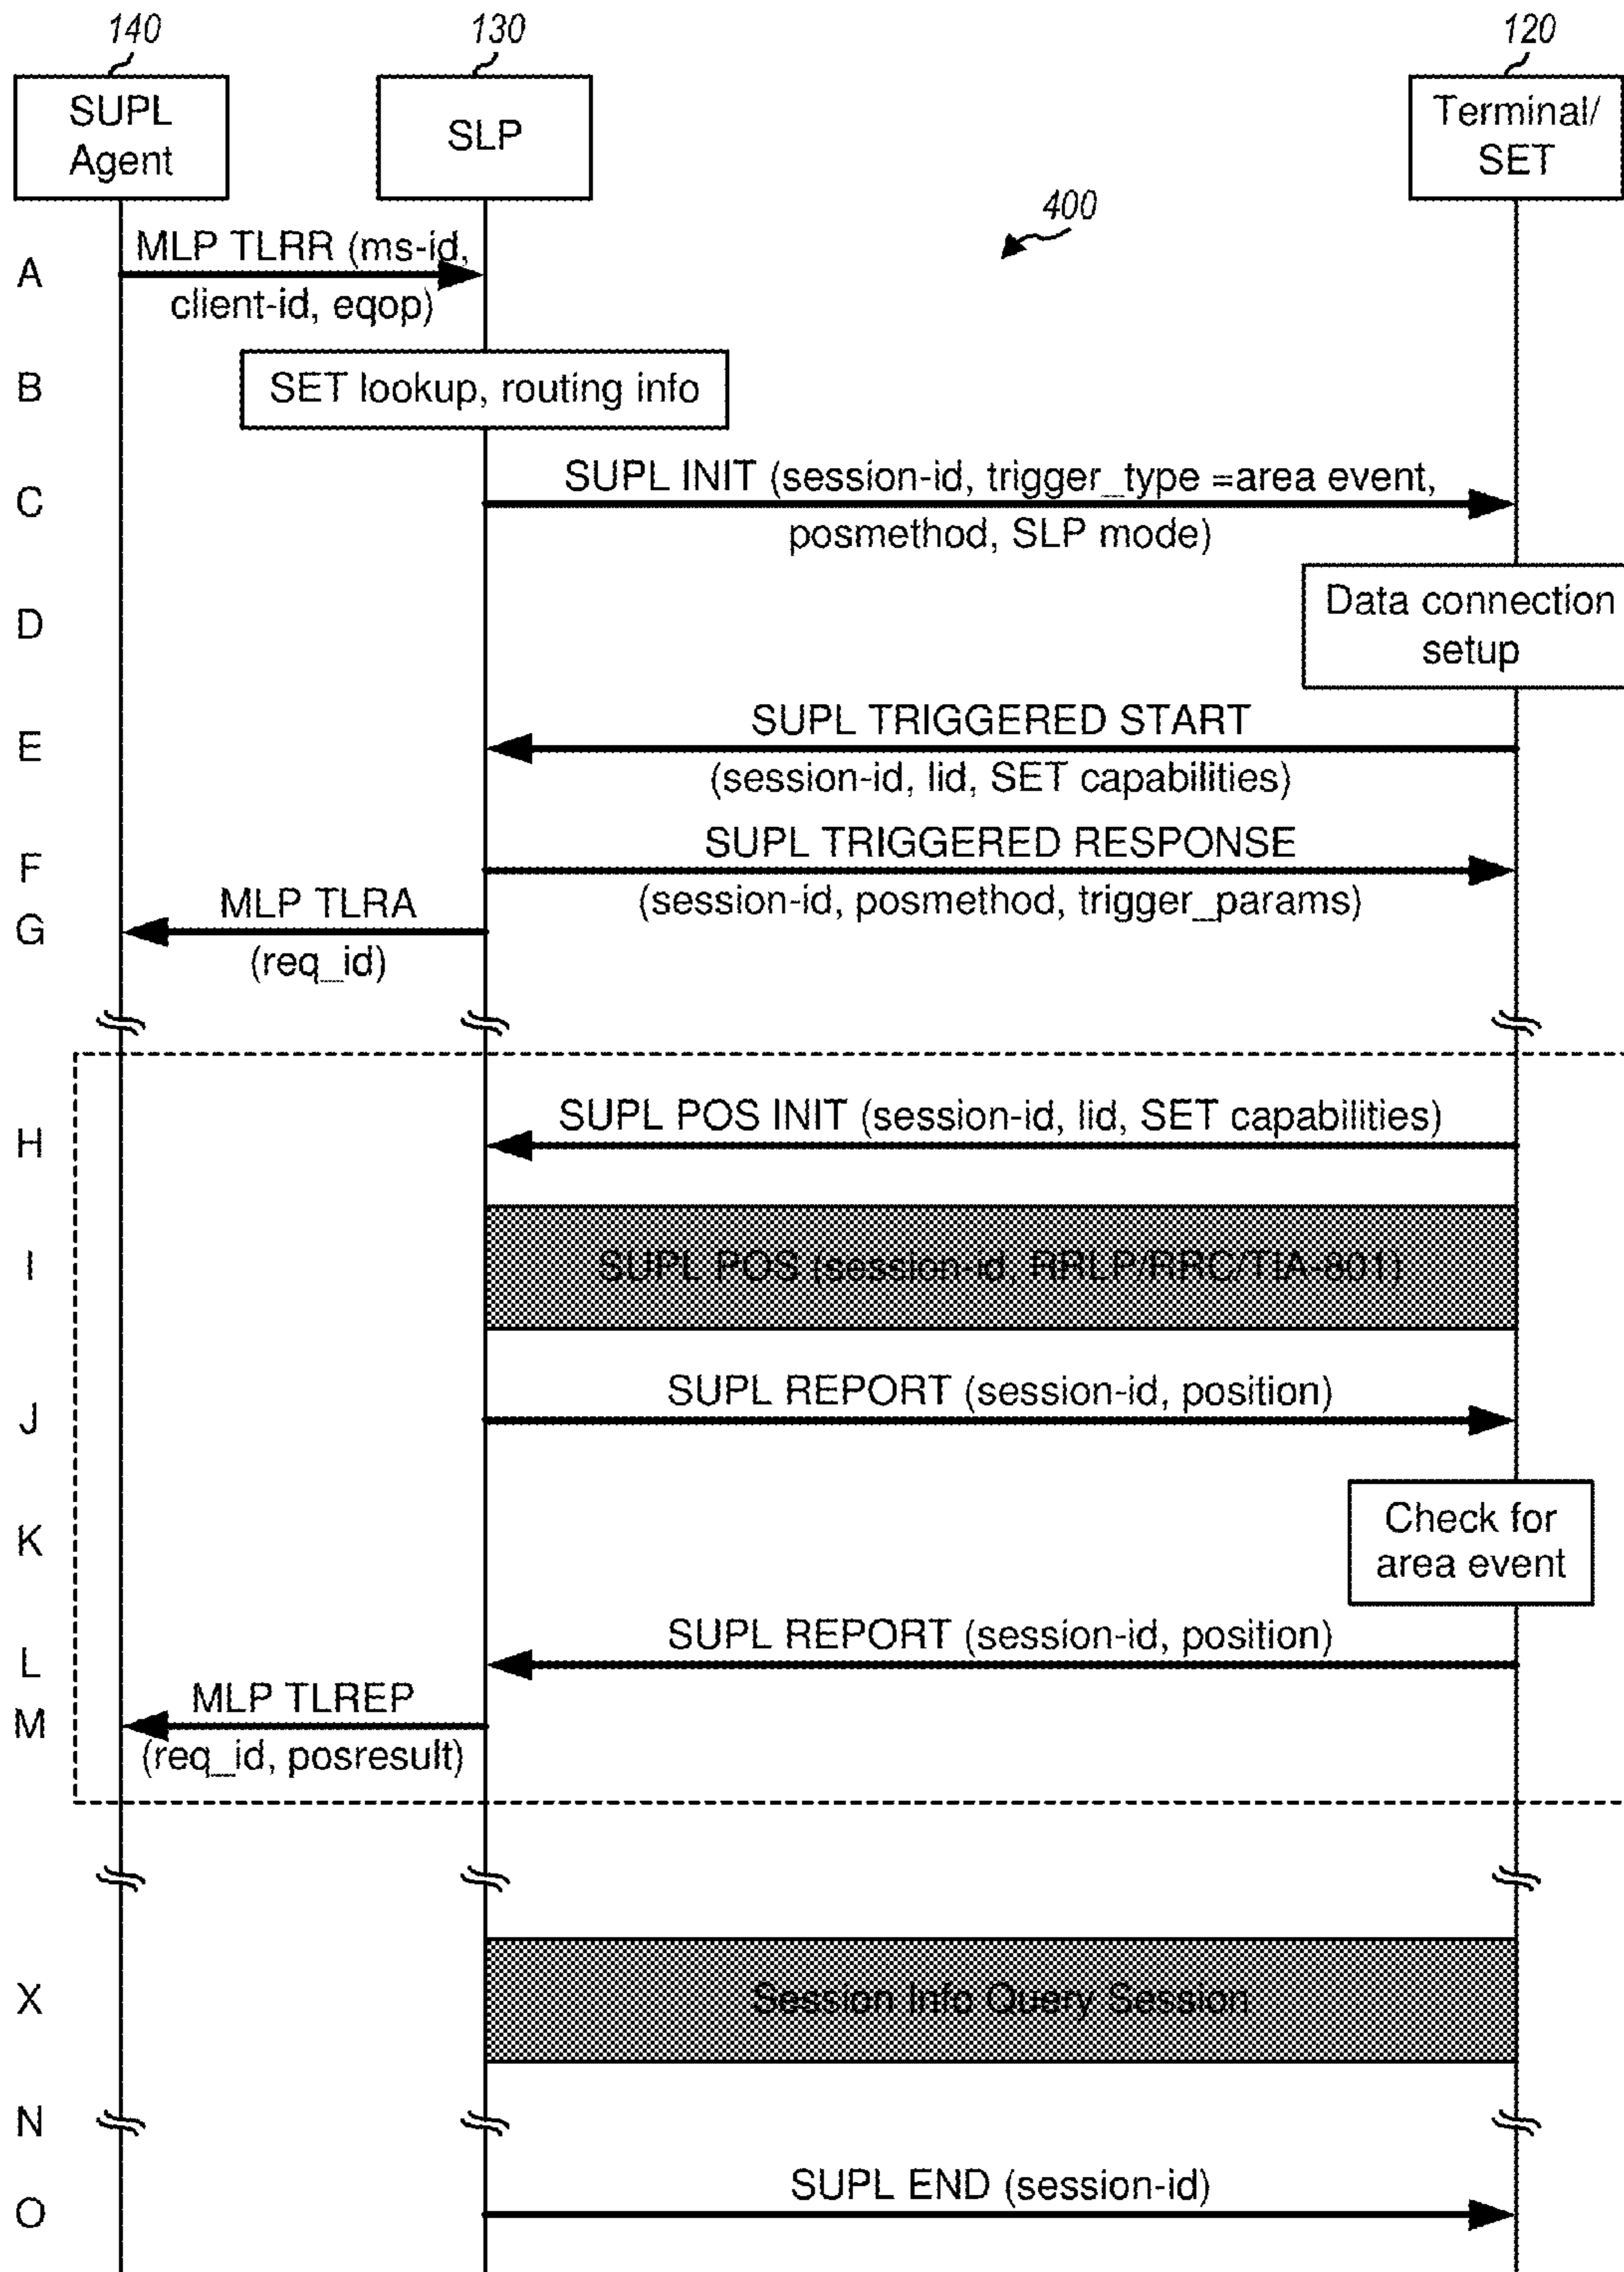 140
130
120
SUPL
Agent
SLP
Terminal/
SET
400
A
MLP TLRR (ms-id,
client-id, eqop)
B
SET lookup, routing info
C
SUPL INIT (session-id, trigger_type =area event,
posmethod, SLP mode)
D
Data connection
setup
E
SUPL TRIGGERED START
(session-id, lid, SET capabilities)
F
SUPL TRIGGERED RESPONSE
(session-id, posmethod, trigger_params)
G
MLP TLRA
(req_id)
H
SUPL POS INIT (session-id, lid, SET capabilities)
I
SUPL POS (session-id, RRLP/RRC/TIA-801)
J
SUPL REPORT (session-id, position)
K
Check for
area event
L
SUPL REPORT (session-id, position)
M
MLP TLREP
(req_id, posresult)
X
Session Info Query Session
N
O
SUPL END (session-id)